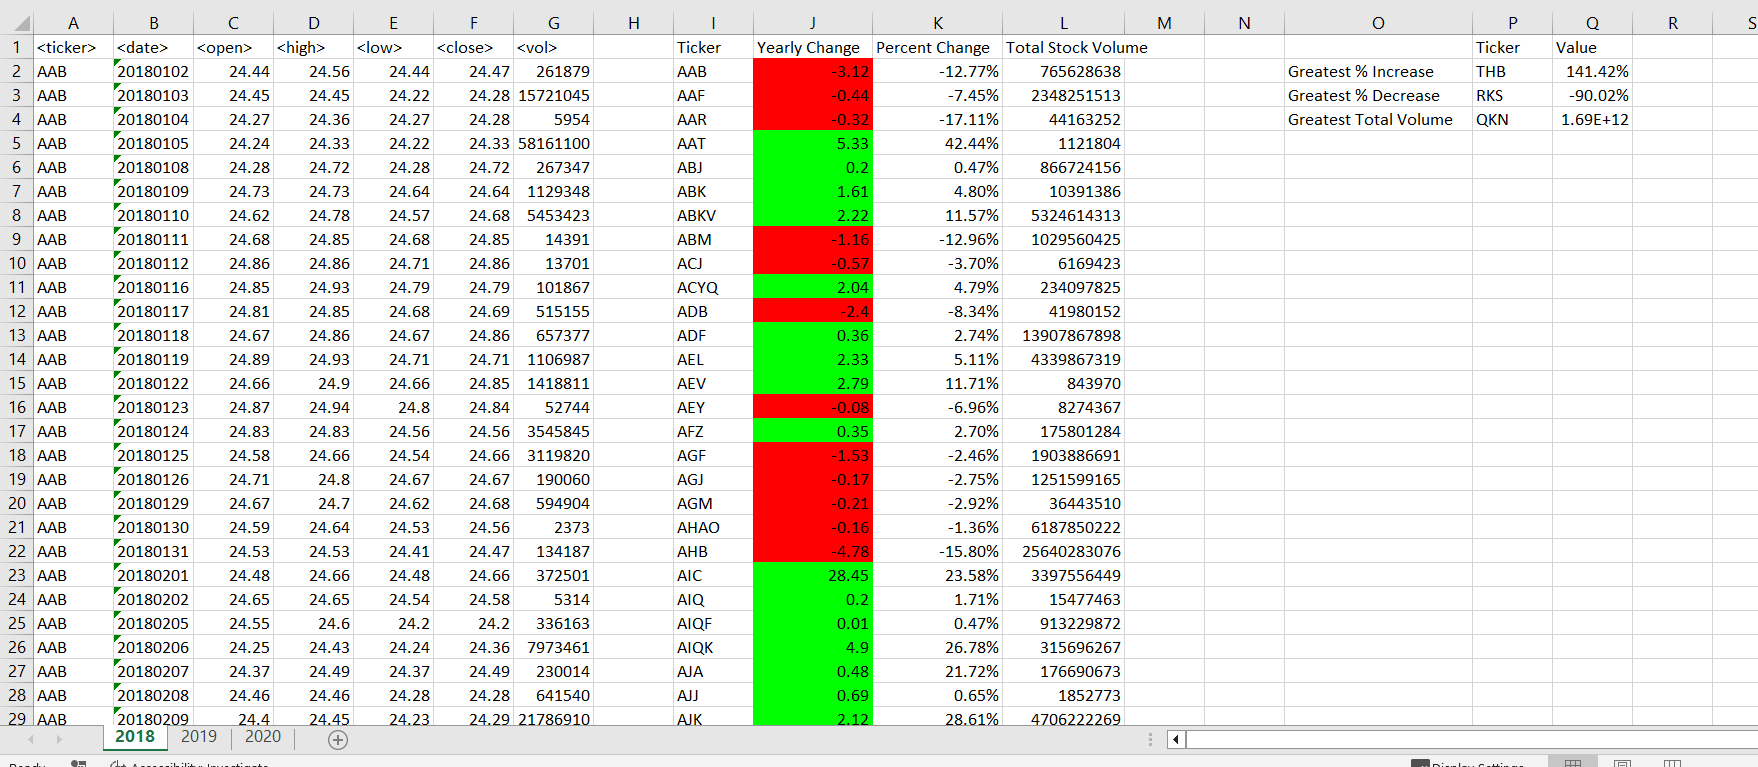 A B C D E F G H I J K L M N O P Q R S
1 <ticker> <date> <open> <high> <low> <close> <vol> Ticker Yearly Change Percent Change Total Stock Volume Ticker Value
2 AAB 20180102 24.44 24.56 24.44 24.47 261879 AAB -3.12 -12.77% 765628638 Greatest % Increase THB 141.42%
3 AAB 20180103 24.45 24.45 24.22 24.28 15721045 AAF -0.44 -7.45% 2348251513 Greatest % Decrease RKS -90.02%
4 AAB 20180104 24.27 24.36 24.27 24.28 5954 AAR -0.32 -17.11% 44163252 Greatest Total Volume QKN 1.69E+12
5 AAB 20180105 24.24 24.33 24.22 24.33 58161100 AAT 5.33 42.44% 1121804
6 AAB 20180108 24.28 24.72 24.28 24.72 267347 ABJ 0.2 0.47% 866724156
7 AAB 20180109 24.73 24.73 24.64 24.64 1129348 ABK 1.61 4.80% 10391386
8 AAB 20180110 24.62 24.78 24.57 24.68 5453423 ABKV 2.22 11.57% 5324614313
9 AAB 20180111 24.68 24.85 24.68 24.85 14391 ABM -1.16 -12.96% 1029560425
10 AAB 20180112 24.86 24.86 24.71 24.86 13701 ACJ -0.57 -3.70% 6169423
11 AAB 20180116 24.85 24.93 24.79 24.79 101867 ACYQ 2.04 4.79% 234097825
12 AAB 20180117 24.81 24.85 24.68 24.69 515155 ADB -2.4 -8.34% 41980152
13 AAB 20180118 24.67 24.86 24.67 24.86 657377 ADF 0.36 2.74% 13907867898
14 AAB 20180119 24.89 24.93 24.71 24.71 1106987 AEL 2.33 5.11% 4339867319
15 AAB 20180122 24.66 24.9 24.66 24.85 1418811 AEV 2.79 11.71% 843970
16 AAB 20180123 24.87 24.94 24.8 24.84 52744 AEY -0.08 -6.96% 8274367
17 AAB 20180124 24.83 24.83 24.56 24.56 3545845 AFZ 0.35 2.70% 175801284
18 AAB 20180125 24.58 24.66 24.54 24.66 3119820 AGF -1.53 -2.46% 1903886691
19 AAB 20180126 24.71 24.8 24.67 24.67 190060 AGJ -0.17 -2.75% 1251599165
20 AAB 20180129 24.67 24.7 24.62 24.68 594904 AGM -0.21 -2.92% 36443510
21 AAB 20180130 24.59 24.64 24.53 24.56 2373 AHAO -0.16 -1.36% 6187850222
22 AAB 20180131 24.53 24.53 24.41 24.47 134187 AHB -4.78 -15.80% 25640283076
23 AAB 20180201 24.48 24.66 24.48 24.66 372501 AIC 28.45 23.58% 3397556449
24 AAB 20180202 24.65 24.65 24.54 24.58 5314 AIQ 0.2 1.71% 15477463
25 AAB 20180205 24.55 24.6 24.2 24.2 336163 AIQF 0.01 0.47% 913229872
26 AAB 20180206 24.25 24.43 24.24 24.36 7973461 AIQK 4.9 26.78% 315696267
27 AAB 20180207 24.37 24.49 24.37 24.49 230014 AJA 0.48 21.72% 176690673
28 AAB 20180208 24.46 24.46 24.28 24.28 641540 AJJ 0.69 0.65% 1852773
29 AAB 20180209 24.4 24.45 24.23 24.29 21786910 AJK 2.12 28.61% 4706222269
2018 2019 2020
Ready Accessibility: Investigate Display Settings